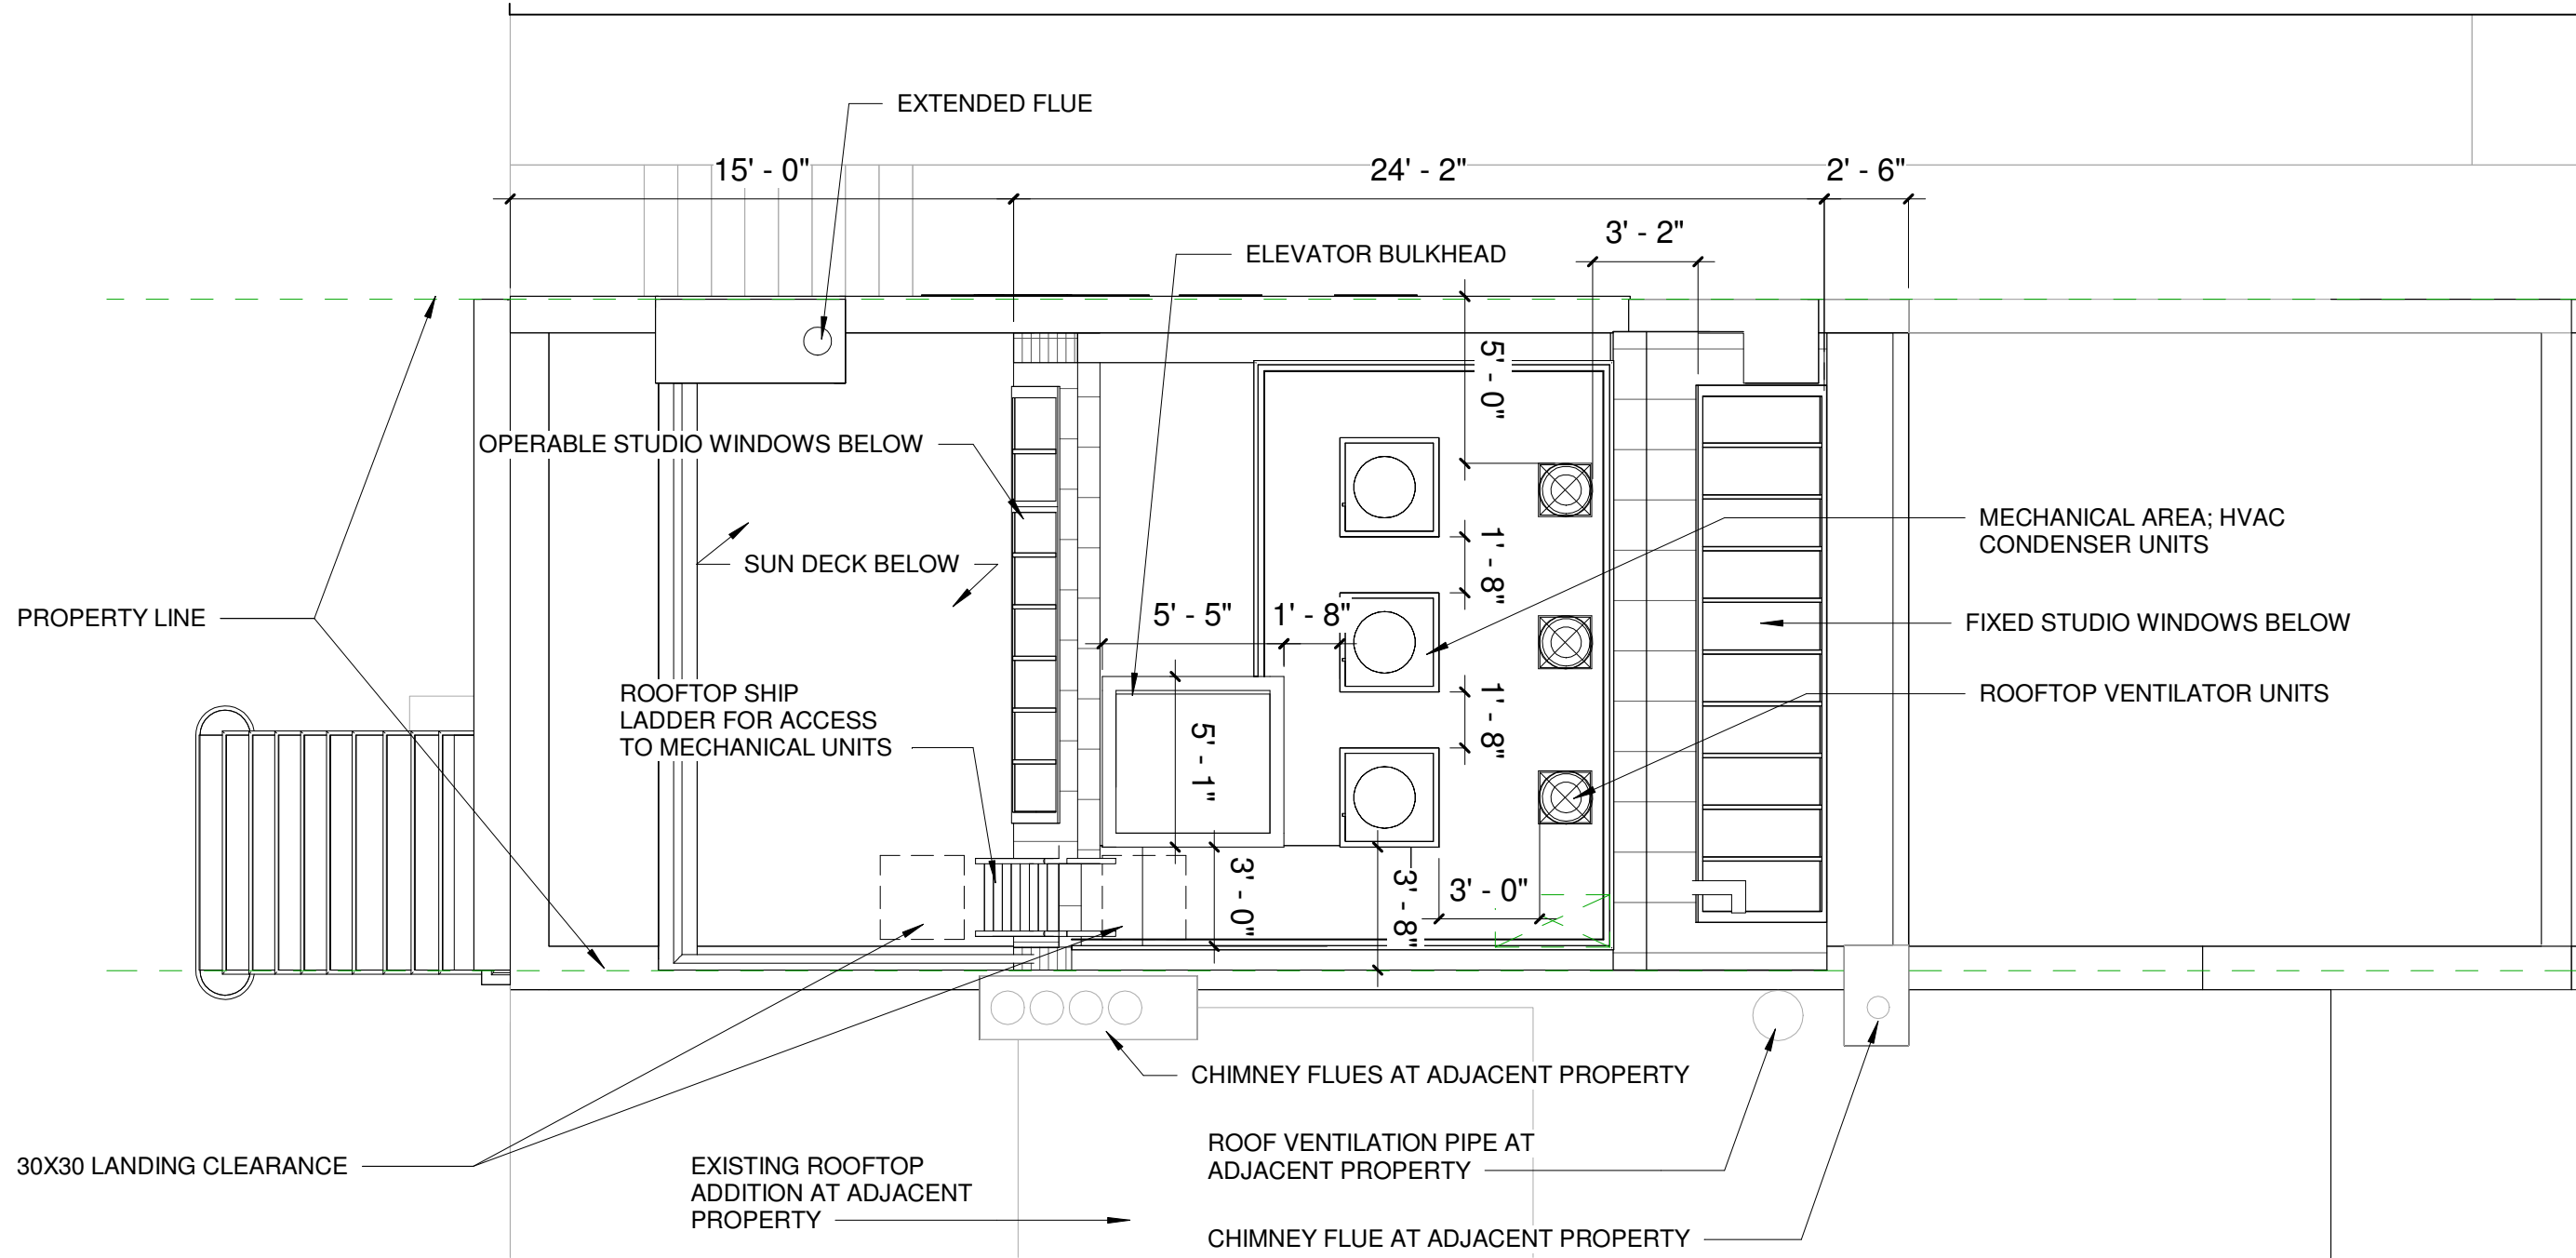 EXTENDED FLUE
15' - 0"
24' - 2"
2' - 6"
3' - 2"
ELEVATOR BULKHEAD
5' - 0"
OPERABLE STUDIO WINDOWS BELOW
MECHANICAL AREA; HVAC
CONDENSER UNITS
SUN DECK BELOW
1' - 8"
PROPERTY LINE
5' - 5"
1' - 8"
FIXED STUDIO WINDOWS BELOW
ROOFTOP SHIP
LADDER FOR ACCESS
TO MECHANICAL UNITS
1' - 8"
ROOFTOP VENTILATOR UNITS
5' - 1"
3' - 0"
3' - 8"
3' - 0"
CHIMNEY FLUES AT ADJACENT PROPERTY
30X30 LANDING CLEARANCE
EXISTING ROOFTOP
ADDITION AT ADJACENT
PROPERTY
ROOF VENTILATION PIPE AT
ADJACENT PROPERTY
CHIMNEY FLUE AT ADJACENT PROPERTY